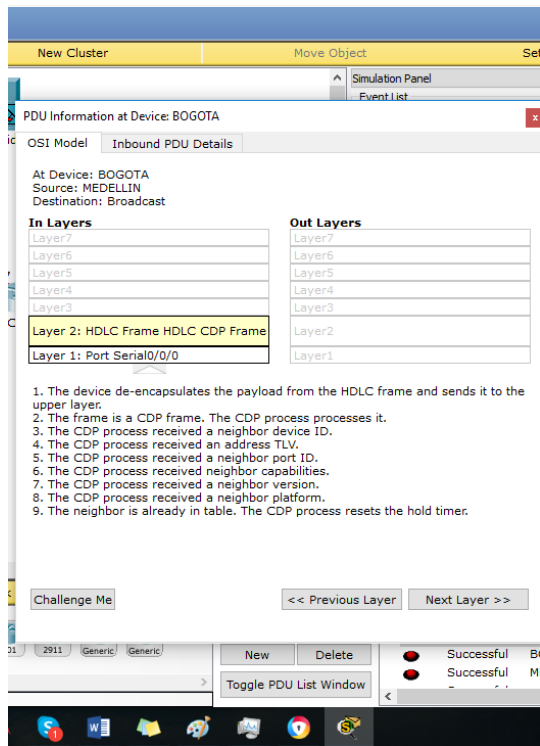 New Cluster Move Object Set
Simulation Panel
Event List
PDU Information at Device: BOGOTA x
OSI Model Inbound PDU Details
At Device: BOGOTA
Source: MEDELLIN
Destination: Broadcast
In Layers Out Layers
Layer7 Layer7
Layer6 Layer6
Layer5 Layer5
Layer4 Layer4
Layer3 Layer3
Layer 2: HDLC Frame HDLC CDP Frame Layer2
Layer 1: Port Serial0/0/0 Layer1
1. The device de-encapsulates the payload from the HDLC frame and sends it to the
upper layer.
2. The frame is a CDP frame. The CDP process processes it.
3. The CDP process received a neighbor device ID.
4. The CDP process received an address TLV.
5. The CDP process received a neighbor port ID.
6. The CDP process received neighbor capabilities.
7. The CDP process received a neighbor version.
8. The CDP process received a neighbor platform.
9. The neighbor is already in table. The CDP process resets the hold timer.
Challenge Me << Previous Layer Next Layer >>
01 2911 Generic Generic
New Delete Successful BO
Toggle PDU List Window Successful M